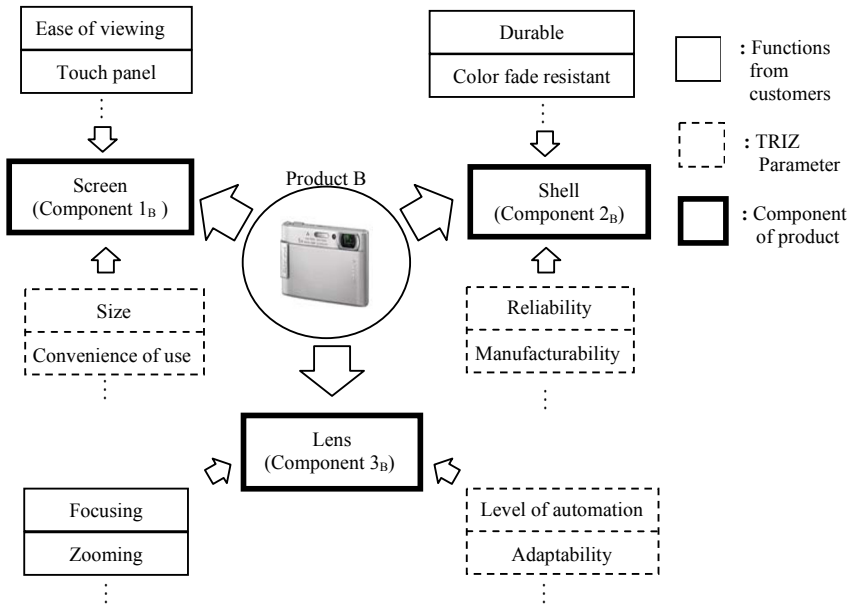 Ease of viewing
Touch panel
Durable
Color fade resistant
: Functions
from
customers
: TRIZ
Parameter
: Component
of product
Screen
(Component 1B )
Product B
Shell
(Component 2B)
Size
Convenience of use
Reliability
Manufacturability
Lens
(Component 3B)
Focusing
Zooming
Level of automation
Adaptability